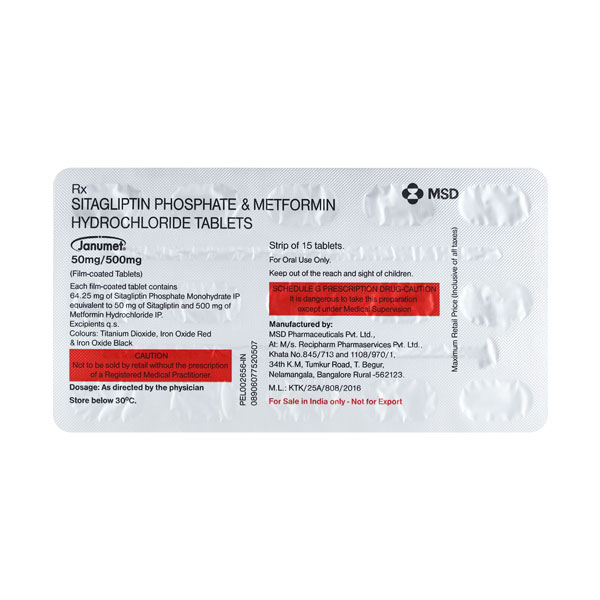 Rx
SITAGLIPTIN PHOSPHATE & METFORMIN
HYDROCHLORIDE TABLETS
Janumet®
50mg/500mg
(Film-coated Tablets)
Each film-coated tablet contains
64.25 mg of Sitagliptin Phosphate Monohydrate IP
equivalent to 50 mg of Sitagliptin and 500 mg of
Metformin Hydrochloride IP.
Excipients q.s.
Colours: Titanium Dioxide, Iron Oxide Red
& Iron Oxide Black
CAUTION
Not to be sold by retail without the prescription
of a Registered Medical Practitioner.
Dosage: As directed by the physician
Store below 30°C.
PEL002656-IN
08906077520507
MSD
Strip of 15 tablets.
For Oral Use Only.
Keep out of the reach and sight of children.
SCHEDULE G PRESCRIPTION DRUG-CAUTION
It is dangerous to take this preparation
except under Medical Supervision
Manufactured by:
MSD Pharmaceuticals Pvt. Ltd.,
At: M/s. Recipharm Pharmaservices Pvt. Ltd.,
Khata No.845/713 and 1108/970/1,
34th K.M, Tumkur Road, T. Begur,
Nelamangala, Bangalore Rural -562123.
M.L.: KTK/25A/808/2016
For Sale in India only - Not for Export
Maximum Retail Price (Inclusive of all taxes)